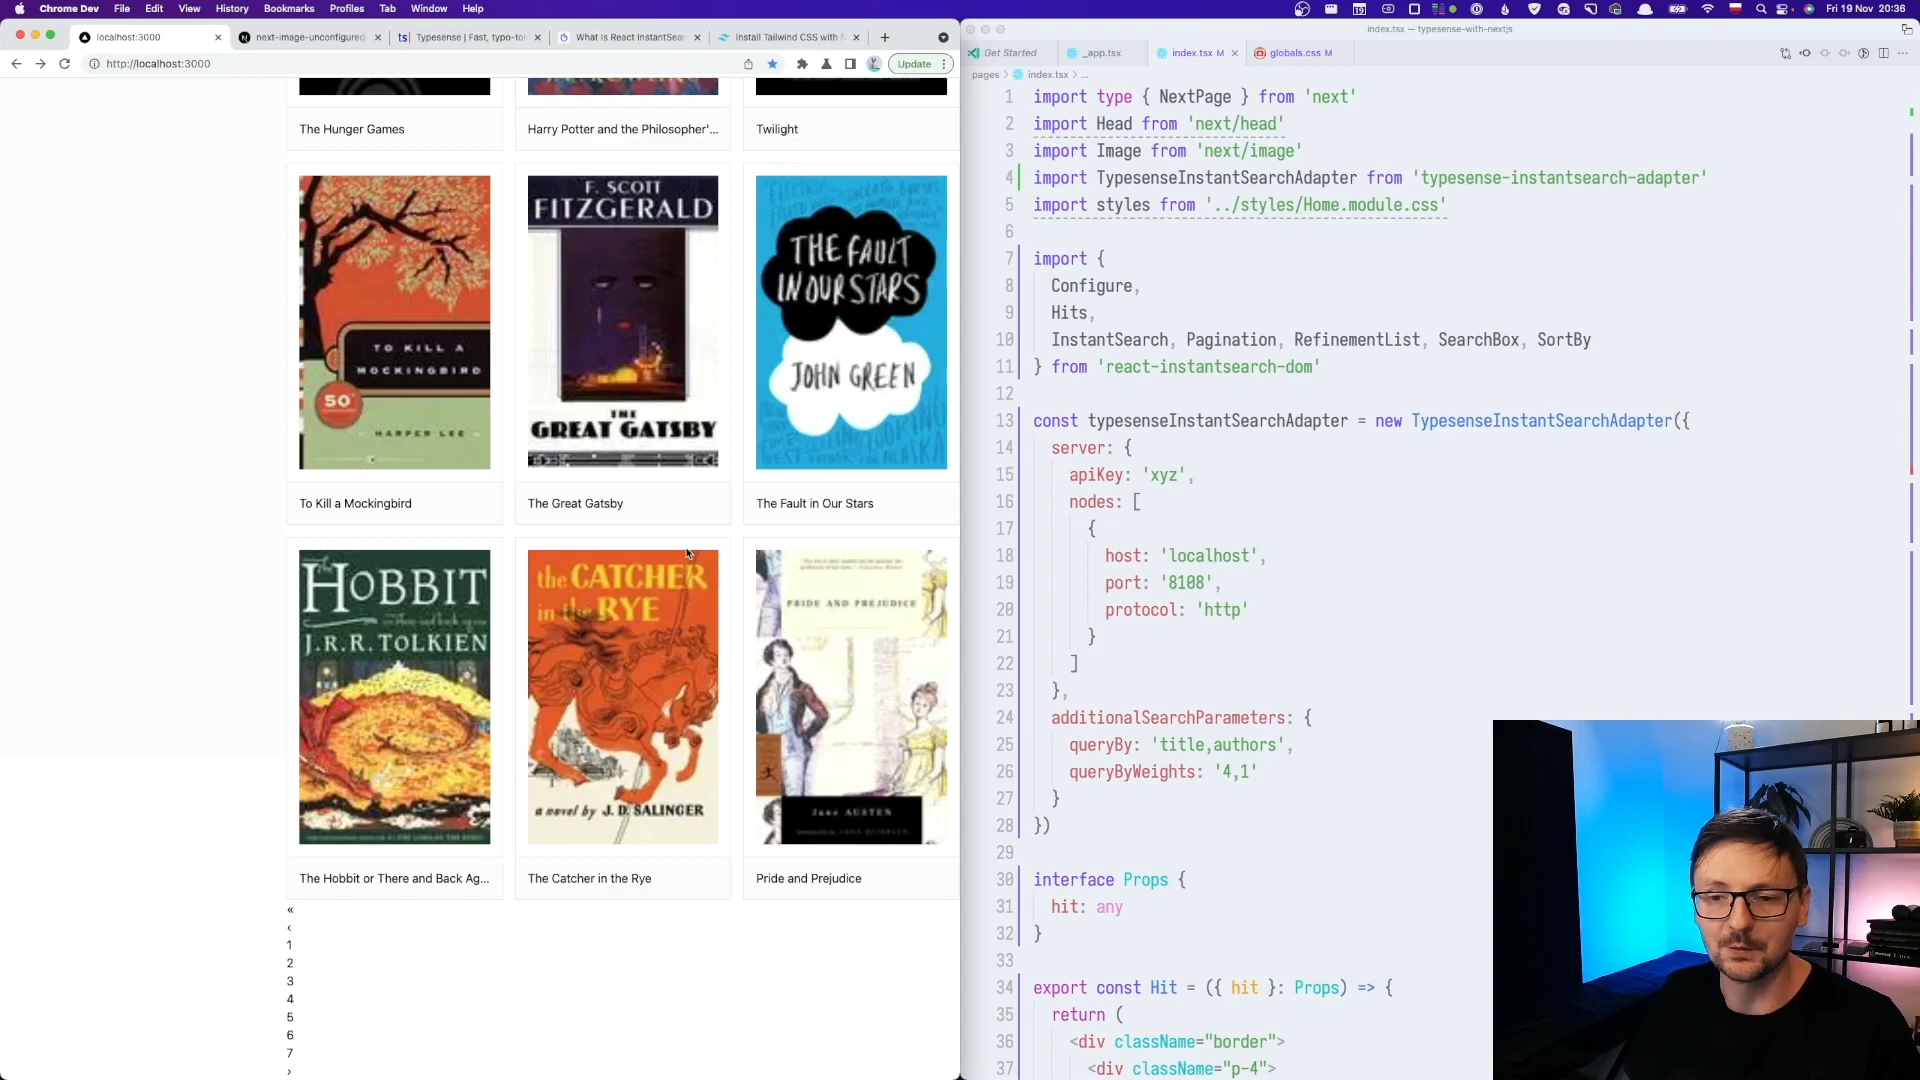 Chrome Dev File Edit View History Bookmarks Profiles Tab Window Help
Fri 19 Nov 20:36
localhost:3000
next-image-unconfigured
Typesense | Fast, typo-to
What is React InstantSear
Install Tailwind CSS with N
http://localhost:3000
Update
The Hunger Games
Harry Potter and the Philosopher'...
Twilight
TO KILL A
MOCKINGBIRD
50
HARPER LEE
F. SCOTT
FITZGERALD
THE
GREAT GATSBY
THE FAULT
IN OUR STARS
JOHN GREEN
To Kill a Mockingbird
The Great Gatsby
The Fault in Our Stars
The
HOBBIT
J.R.R. TOLKIEN
the CATCHER
in the RYE
a novel by J. D. SALINGER
PRIDE AND PREJUDICE
Jane AUSTEN
The Hobbit or There and Back Ag...
The Catcher in the Rye
Pride and Prejudice
«
‹
1
2
3
4
5
6
7
›
index.tsx — typesense-with-nextjs
Get Started
_app.tsx
index.tsx M
globals.css M
pages > index.tsx > ...
1 import type { NextPage } from 'next'
2 import Head from 'next/head'
3 import Image from 'next/image'
4 import TypesenseInstantSearchAdapter from 'typesense-instantsearch-adapter'
5 import styles from '../styles/Home.module.css'
6
7 import {
8 Configure,
9 Hits,
10 InstantSearch, Pagination, RefinementList, SearchBox, SortBy
11 } from 'react-instantsearch-dom'
12
13 const typesenseInstantSearchAdapter = new TypesenseInstantSearchAdapter({
14 server: {
15 apiKey: 'xyz',
16 nodes: [
17 {
18 host: 'localhost',
19 port: '8108',
20 protocol: 'http'
21 }
22 ]
23 },
24 additionalSearchParameters: {
25 queryBy: 'title,authors',
26 queryByWeights: '4,1'
27 }
28 })
29
30 interface Props {
31 hit: any
32 }
33
34 export const Hit = ({ hit }: Props) => {
35 return (
36 <div className="border">
37 <div className="p-4">